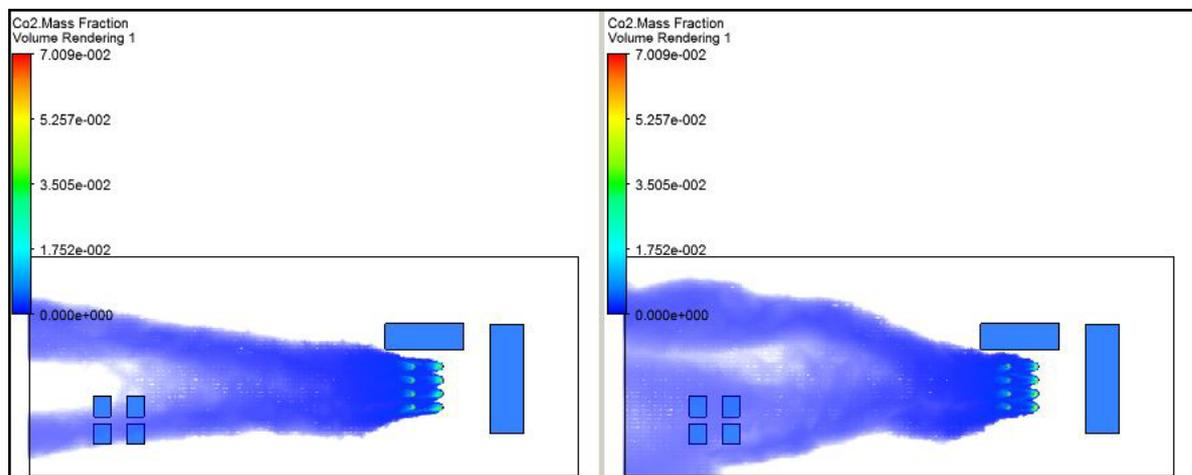 Co2.Mass Fraction
Volume Rendering 1
7.009e-002
5.257e-002
3.505e-002
1.752e-002
0.000e+000
Co2.Mass Fraction
Volume Rendering 1
7.009e-002
5.257e-002
3.505e-002
1.752e-002
0.000e+000